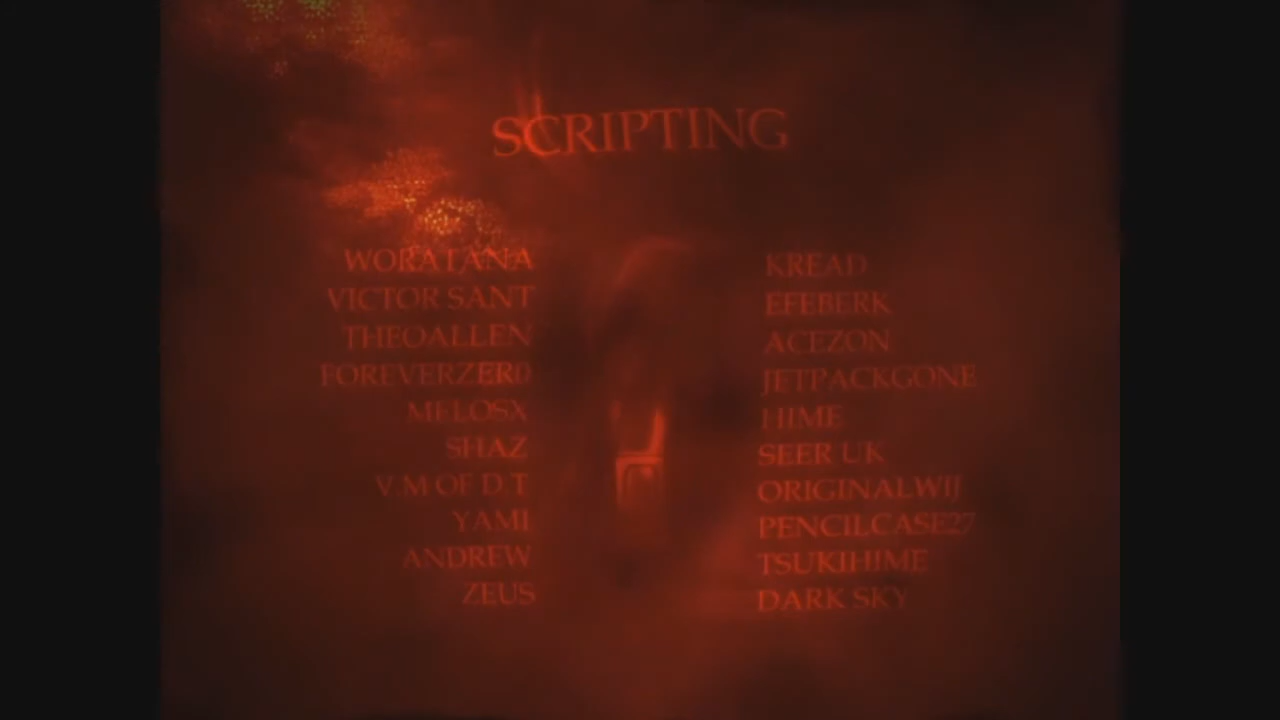 SCRIPTING
WORATANA
VICTOR SANT
THEOALLEN
FOREVERZER0
MELOSX
SHAZ
V.M OF D.T
YAMI
ANDREW
ZEUS
KREAD
EFEBERK
ACEZON
JETPACKGONE
HIME
SEER UK
ORIGINALWIJ
PENCILCASE27
TSUKIHIME
DARK SKY